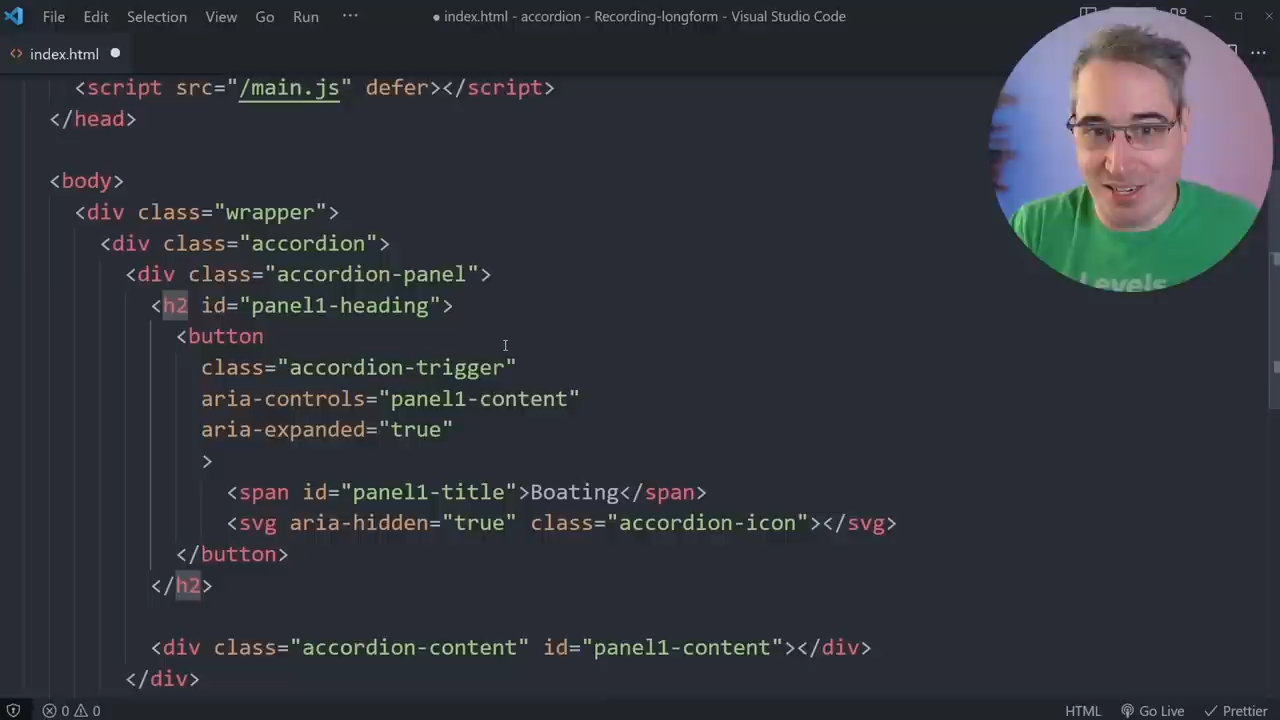 File Edit Selection View Go Run ··· ● index.html - accordion - Recording-longform - Visual Studio Code
<> index.html ●
<script src="/main.js" defer></script>
</head>
<body>
<div class="wrapper">
<div class="accordion">
<div class="accordion-panel">
<h2 id="panel1-heading">
<button
class="accordion-trigger"
aria-controls="panel1-content"
aria-expanded="true"
>
<span id="panel1-title">Boating</span>
<svg aria-hidden="true" class="accordion-icon"></svg>
</button>
</h2>
<div class="accordion-content" id="panel1-content"></div>
</div>
Levels
0 0 HTML Go Live Prettier